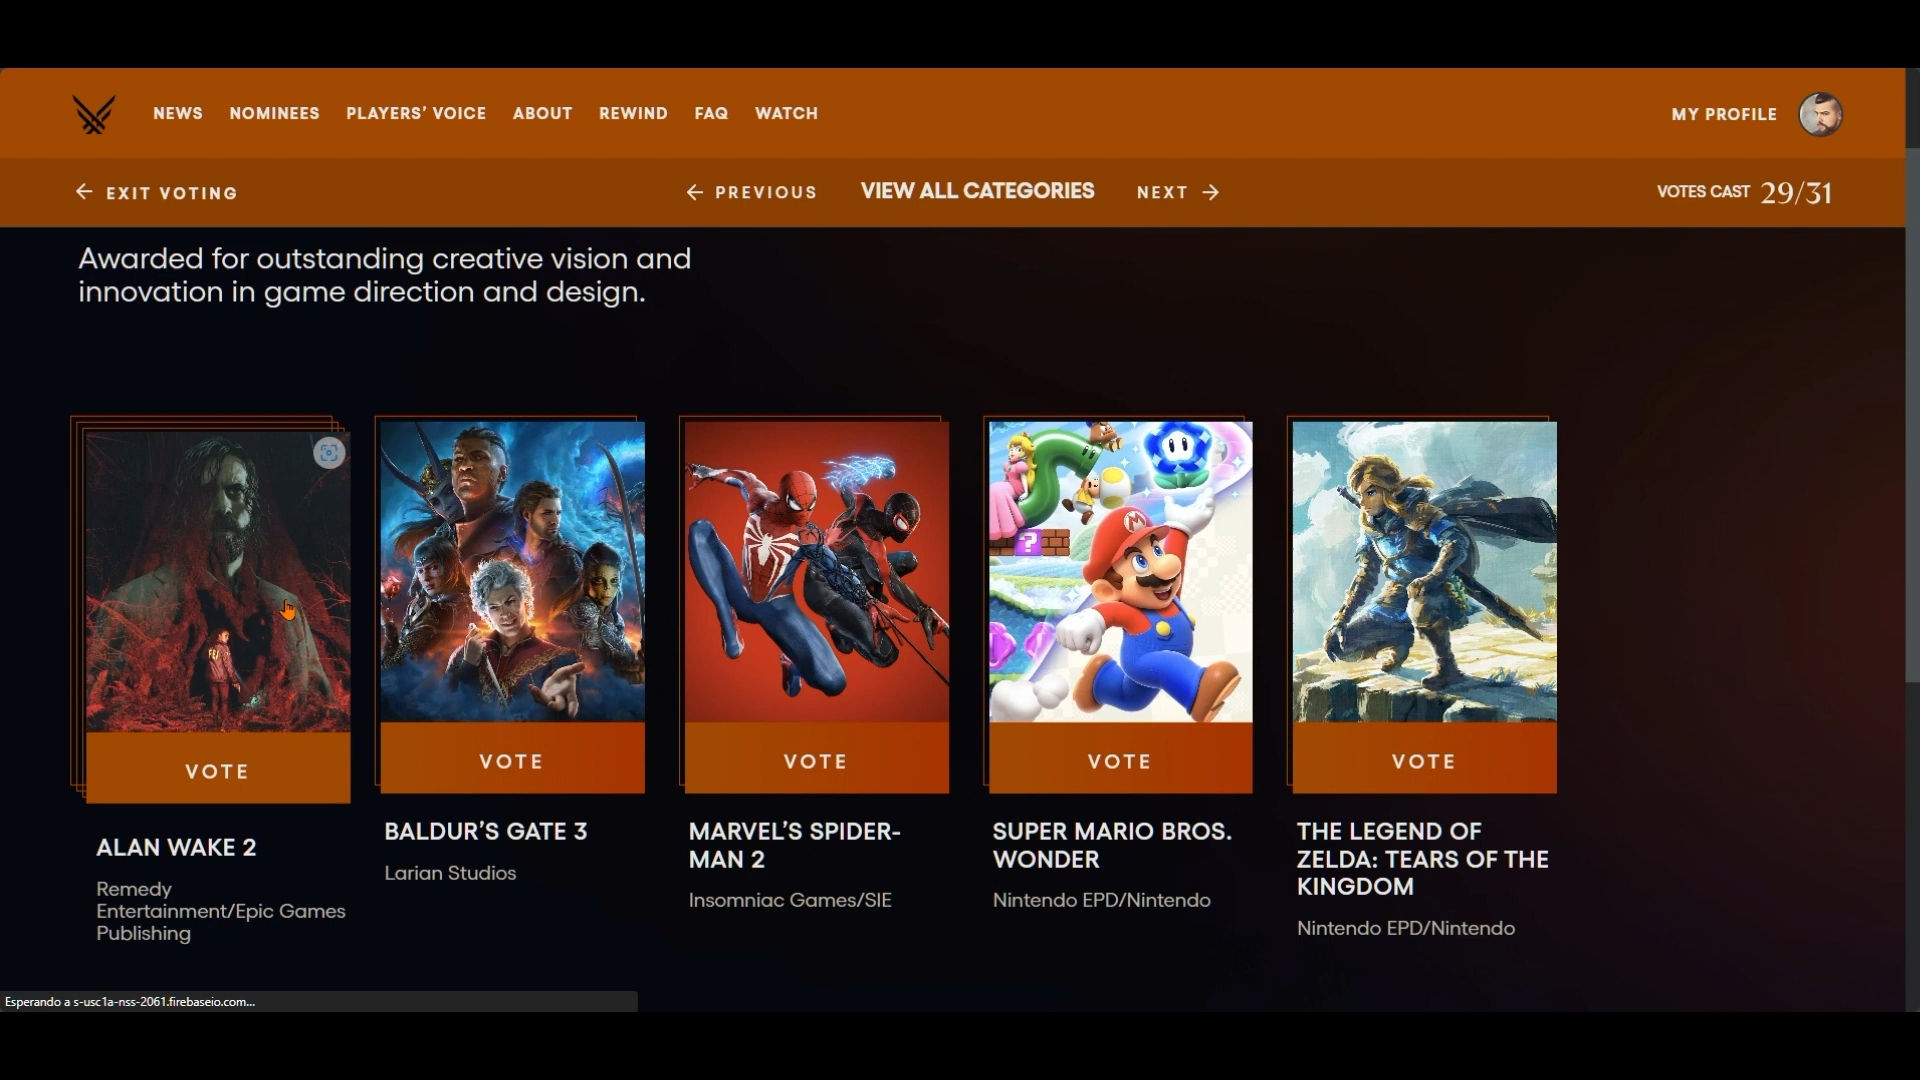 NEWS NOMINEES PLAYERS’ VOICE ABOUT REWIND FAQ WATCH MY PROFILE
← EXIT VOTING ← PREVIOUS VIEW ALL CATEGORIES NEXT → VOTES CAST 29/31
Awarded for outstanding creative vision and
innovation in game direction and design.
?
M
FBI
VOTE
VOTE
VOTE
VOTE
VOTE
ALAN WAKE 2
Remedy
Entertainment/Epic Games
Publishing
BALDUR’S GATE 3
Larian Studios
MARVEL’S SPIDER-
MAN 2
Insomniac Games/SIE
SUPER MARIO BROS.
WONDER
Nintendo EPD/Nintendo
THE LEGEND OF
ZELDA: TEARS OF THE
KINGDOM
Nintendo EPD/Nintendo
Esperando a s-usc1a-nss-2061.firebaseio.com...